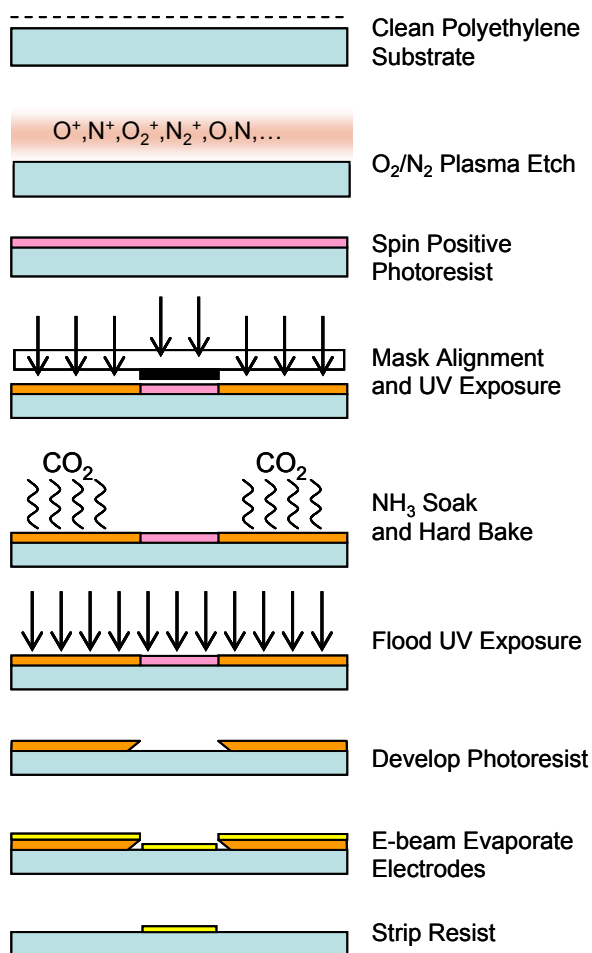 Clean Polyethylene
Substrate
O⁺,N⁺,O₂⁺,N₂⁺,O,N,...
O₂/N₂ Plasma Etch
Spin Positive
Photoresist
Mask Alignment
and UV Exposure
CO₂ CO₂
NH₃ Soak
and Hard Bake
Flood UV Exposure
Develop Photoresist
E-beam Evaporate
Electrodes
Strip Resist